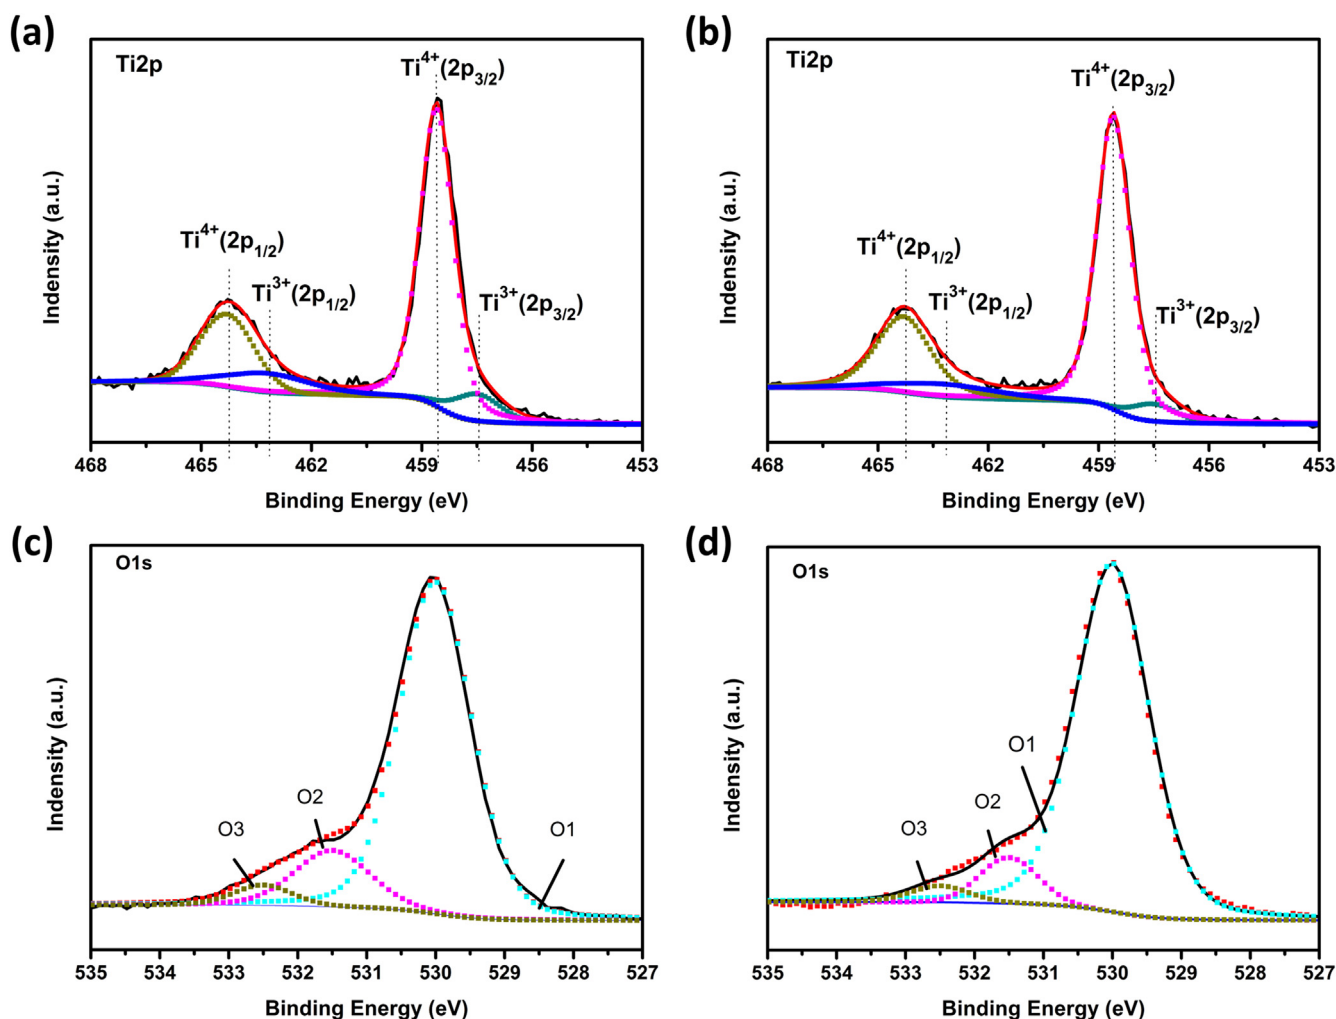 (a)
Ti2p
Ti⁴⁺(2p₃/₂)
Ti⁴⁺(2p₁/₂)
Ti³⁺(2p₁/₂)
Ti³⁺(2p₃/₂)
Indensity (a.u.)
468 465 462 459 456 453
Binding Energy (eV)
(b)
Ti2p
Ti⁴⁺(2p₃/₂)
Ti⁴⁺(2p₁/₂)
Ti³⁺(2p₁/₂)
Ti³⁺(2p₃/₂)
Indensity (a.u.)
468 465 462 459 456 453
Binding Energy (eV)
(c)
O1s
O2
O3
O1
Indensity (a.u.)
535 534 533 532 531 530 529 528 527
Binding Energy (eV)
(d)
O1s
O1
O2
O3
Indensity (a.u.)
535 534 533 532 531 530 529 528 527
Binding Energy (eV)